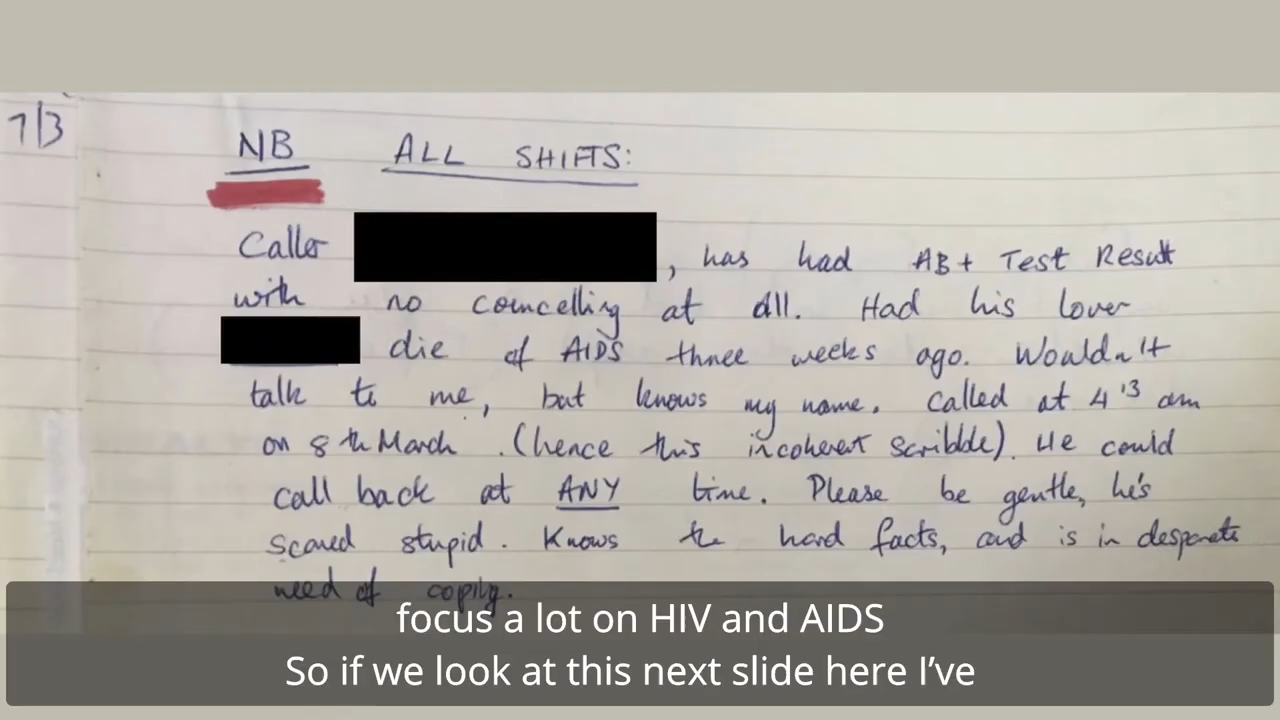 7/3
NB ALL SHIFTS:
Caller , has had AB+ Test Result
with no councelling at all. Had his lover
die of AIDS three weeks ago. Wouldn't
talk to me, but knows my name. Called at 4:13 am
on 8th March. (hence this incoherent scribble). He could
call back at ANY time. Please be gentle, he's
scared stupid. Knows the hard facts, and is in desperate
need of coping.
focus a lot on HIV and AIDS
So if we look at this next slide here I've